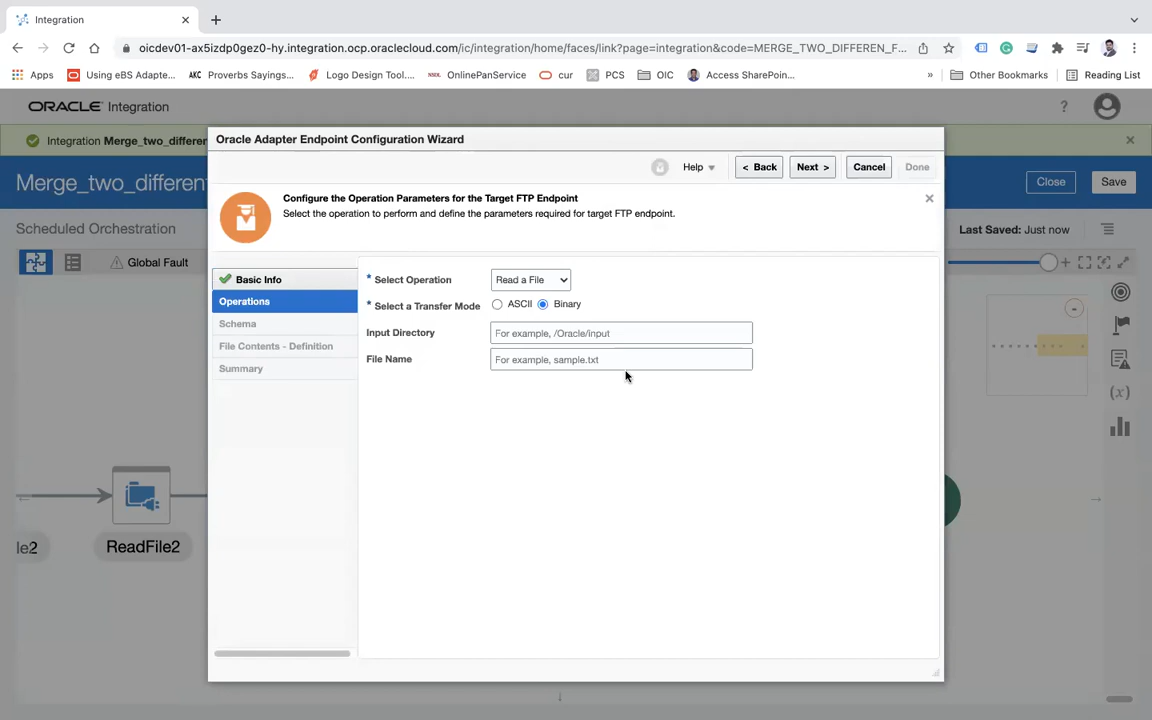 Integration
oicdev01-ax5izdp0gez0-hy.integration.ocp.oraclecloud.com/ic/integration/home/faces/link?page=integration&code=MERGE_TWO_DIFFEREN_F...
Apps
Using eBS Adapte...
AKC
Proverbs Sayings...
Logo Design Tool....
NSDL
OnlinePanService
cur
PCS
OIC
Access SharePoin...
»
Other Bookmarks
Reading List
ORACLE Integration
?
Integration Merge_two_differen
Merge_two_different
Close
Save
Scheduled Orchestration
Last Saved: Just now
Global Fault
Oracle Adapter Endpoint Configuration Wizard
Help
< Back
Next >
Cancel
Done
Configure the Operation Parameters for the Target FTP Endpoint
Select the operation to perform and define the parameters required for target FTP endpoint.
Basic Info
Operations
Schema
File Contents - Definition
Summary
* Select Operation
Read a File
* Select a Transfer Mode
ASCII
Binary
Input Directory
For example, /Oracle/input
File Name
For example, sample.txt
(x)
le2
ReadFile2